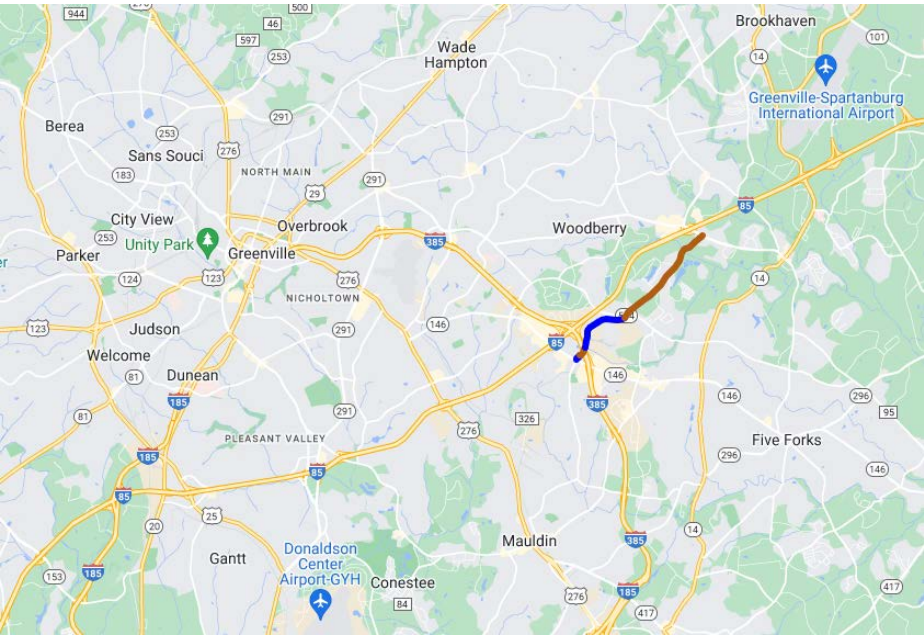 276
500
944
46
597
253
Wade
Hampton
Brookhaven
14
101
Greenville-Spartanburg
International Airport
291
Berea
253
Sans Souci
276
183
NORTH MAIN
29
291
85
City View
Overbrook
385
Woodberry
253
Unity Park
Parker
Greenville
124
123
276
14
NICHOLTOWN
123
291
146
Judson
85
Welcome
81
Dunean
146
185
385
146
296
95
81
291
326
276
PLEASANT VALLEY
Five Forks
296
146
185
85
85
25
20
14
Mauldin
385
Gantt
Donaldson
Center
Airport-GYH
Conestee
153
185
84
276
185
417
417